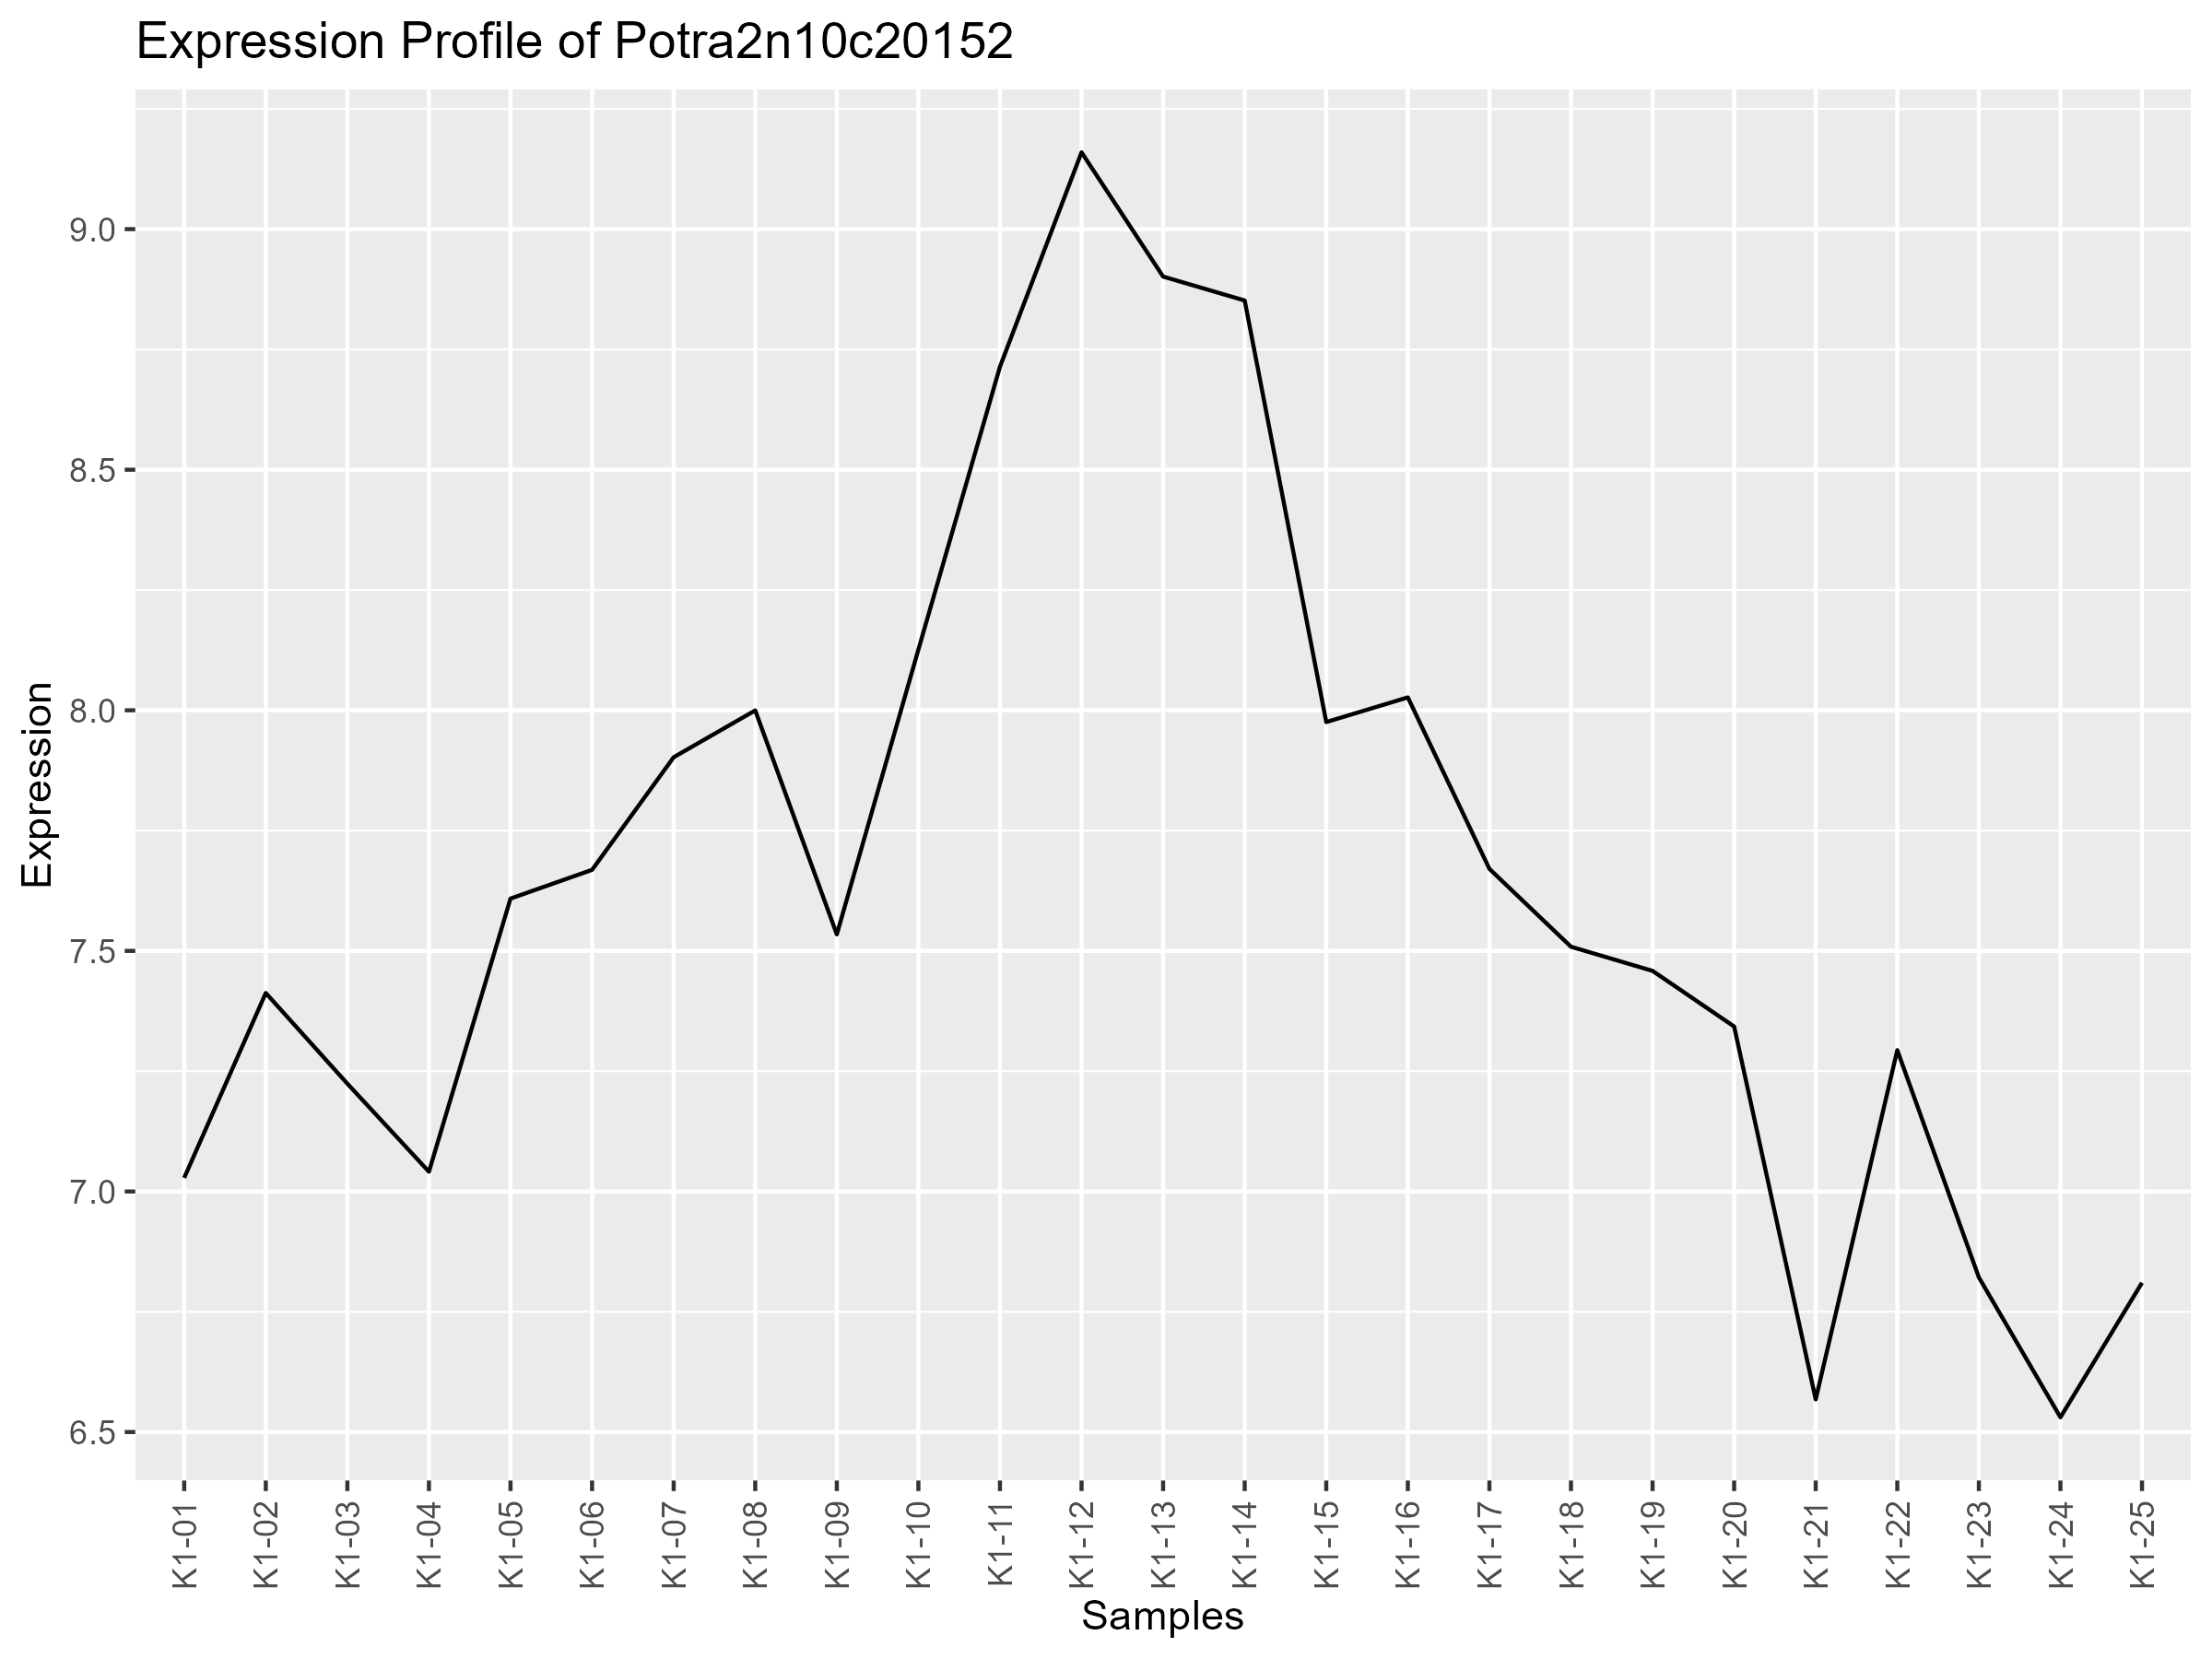 Expression Profile of Potra2n10c20152
Expression
9.0
8.5
8.0
7.5
7.0
6.5
K1-01
K1-02
K1-03
K1-04
K1-05
K1-06
K1-07
K1-08
K1-09
K1-10
K1-11
K1-12
K1-13
K1-14
K1-15
K1-16
K1-17
K1-18
K1-19
K1-20
K1-21
K1-22
K1-23
K1-24
K1-25
Samples